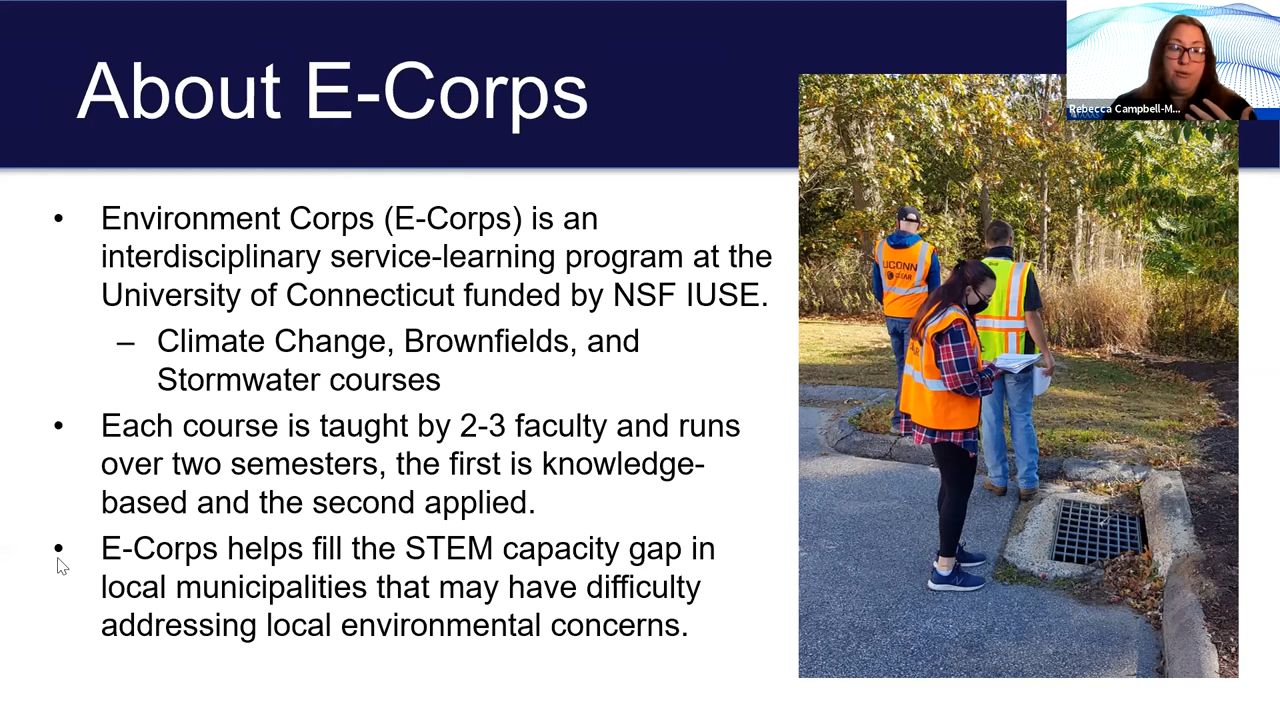 About E-Corps
Rebecca Campbell-M...
• Environment Corps (E-Corps) is an
interdisciplinary service-learning program at the
University of Connecticut funded by NSF IUSE.
– Climate Change, Brownfields, and
Stormwater courses
• Each course is taught by 2-3 faculty and runs
over two semesters, the first is knowledge-
based and the second applied.
• E-Corps helps fill the STEM capacity gap in
local municipalities that may have difficulty
addressing local environmental concerns.
UCONN
CLEAR